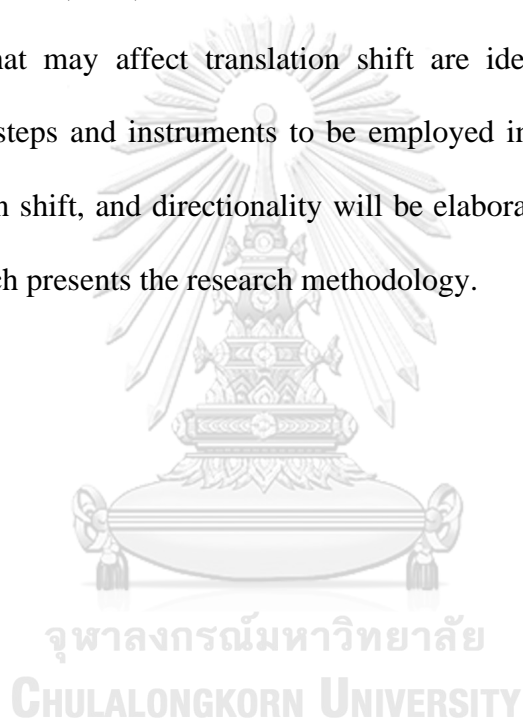 hat may affect translation shift are ide
steps and instruments to be employed in
n shift, and directionality will be elabora
ch presents the research methodology.
จุฬาลงกรณ์มหาวิทยาลัย
CHULALONGKORN UNIVERSITY